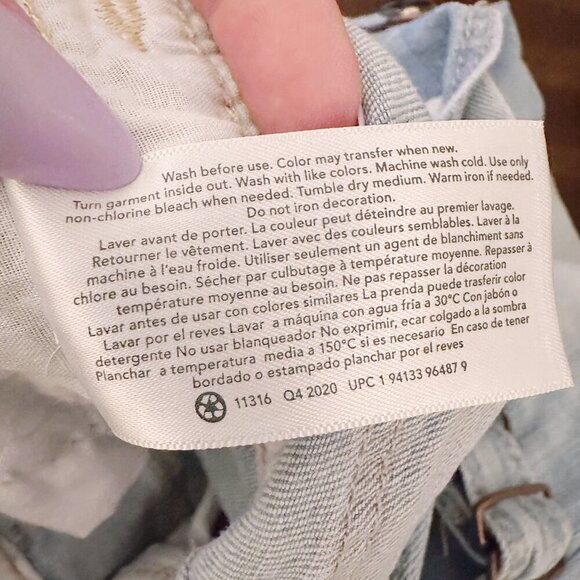 Wash before use. Color may transfer when new.
Turn garment inside out. Wash with like colors. Machine wash cold. Use only
non-chlorine bleach when needed. Tumble dry medium. Warm iron if needed.
Do not iron decoration.
Laver avant de porter. La couleur peut déteindre au premier lavage.
Retourner le vêtement. Laver avec des couleurs semblables. Laver à la
machine à l'eau froide. Utiliser seulement un agent de blanchiment sans
chlore au besoin. Sécher par culbutage à température moyenne. Repasser à
température moyenne au besoin. Ne pas repasser la décoration
Lavar antes de usar con colores similares La prenda puede trasferir color
Lavar por el reves Lavar a máquina con agua fria a 30°C Con jabón o
detergente No usar blanqueador No exprimir, ecar colgado a la sombra
Planchar a temperatura media a 150°C si es necesario En caso de tener
bordado o estampado planchar por el reves
11316 Q4 2020 UPC 1 94133 96487 9